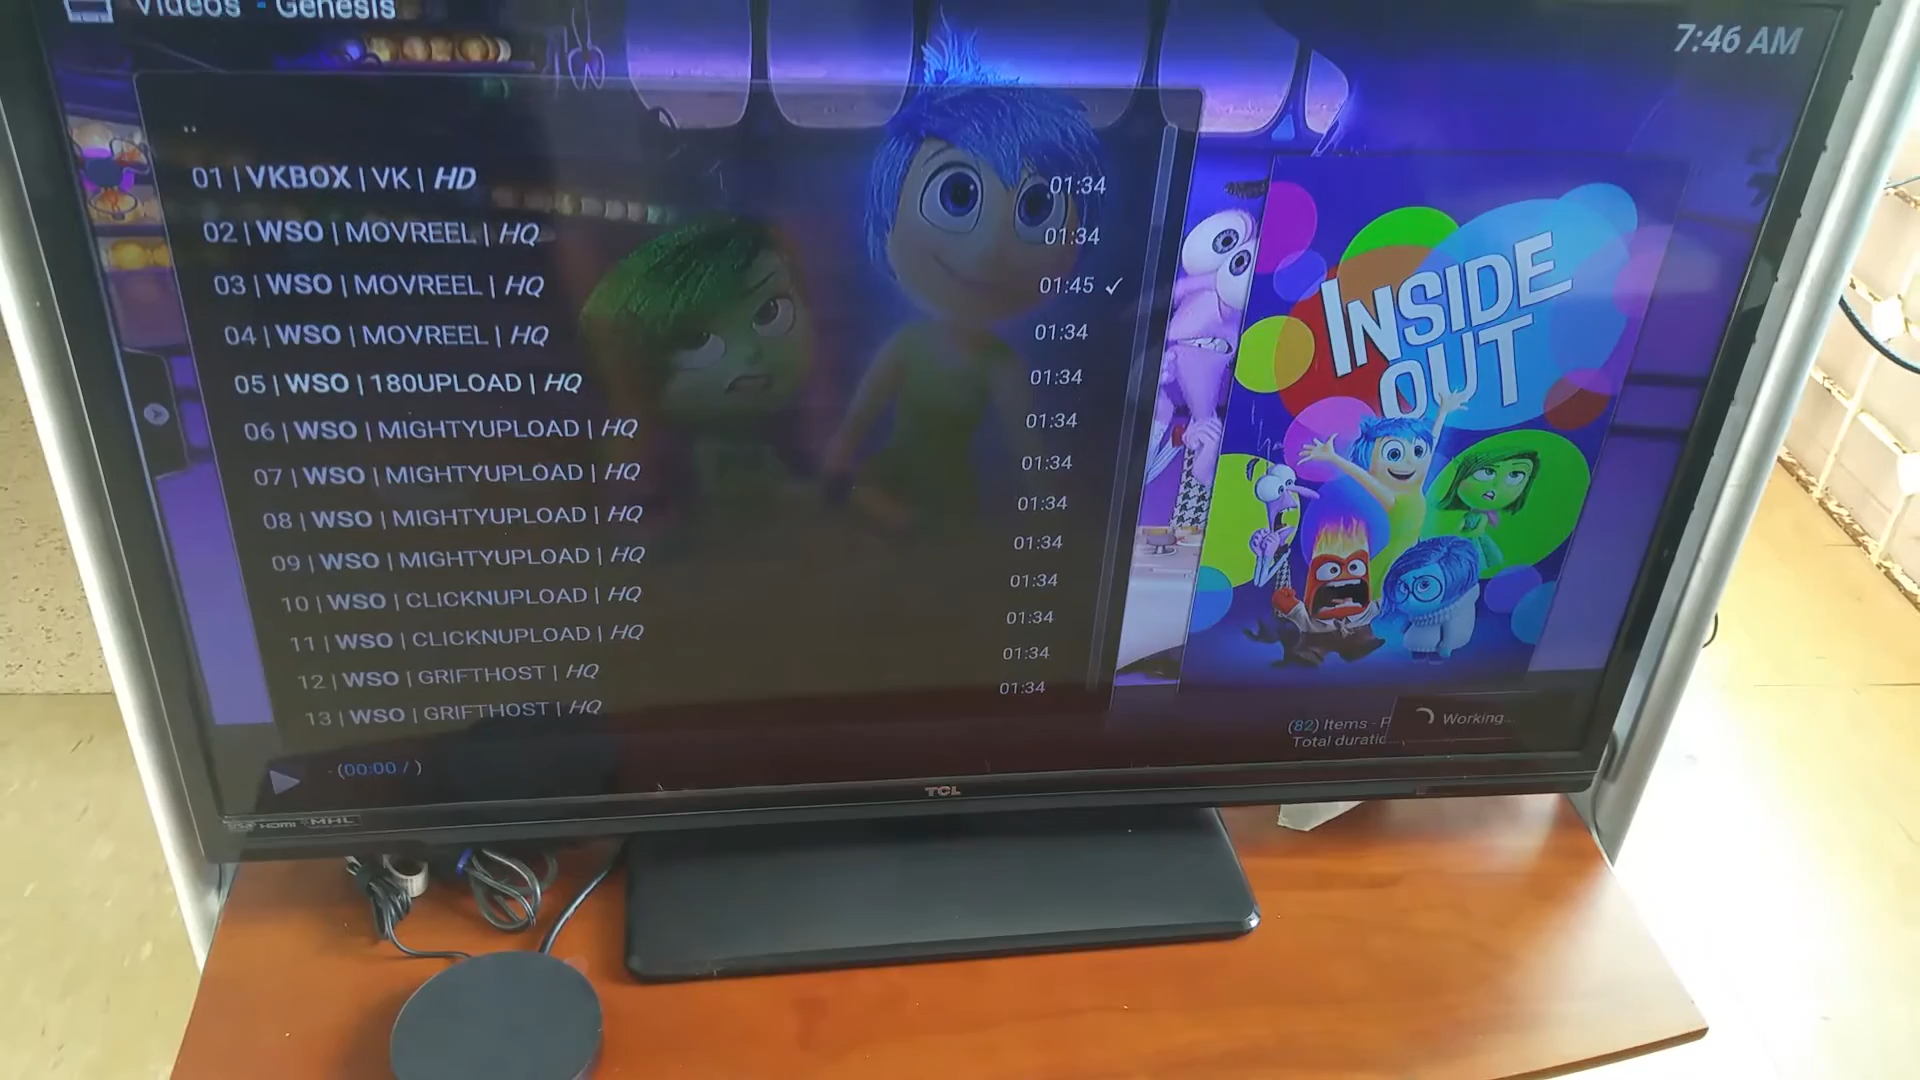 Videos - Genesis
7:46 AM
..
01 | VKBOX | VK | HD 01:34
02 | WSO | MOVREEL | HQ 01:34
03 | WSO | MOVREEL | HQ 01:45 ✓
04 | WSO | MOVREEL | HQ 01:34
05 | WSO | 180UPLOAD | HQ 01:34
06 | WSO | MIGHTYUPLOAD | HQ 01:34
07 | WSO | MIGHTYUPLOAD | HQ 01:34
08 | WSO | MIGHTYUPLOAD | HQ 01:34
09 | WSO | MIGHTYUPLOAD | HQ 01:34
10 | WSO | CLICKNUPLOAD | HQ 01:34
11 | WSO | CLICKNUPLOAD | HQ 01:34
12 | WSO | GRIFTHOST | HQ 01:34
13 | WSO | GRIFTHOST | HQ 01:34
INSIDE
OUT
(82) Items - P
Working...
Total duratic
- (00:00 / )
TCL
HDMI MHL